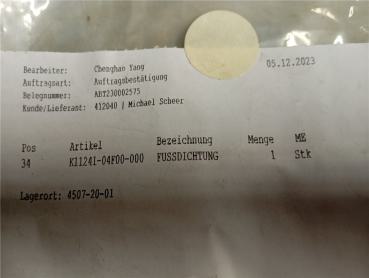 Bearbeiter: Chenghao Yang 05.12.2023
Auftragsart: Auftragsbestätigung
Belegnummer: ABT230002575
Kunde/Lieferant: 412040 | Michael Scheer
Pos Artikel Bezeichnung Menge ME
34 K11241-04F00-000 FUSSDICHTUNG 1 Stk
Lagerort: 4507-20-01